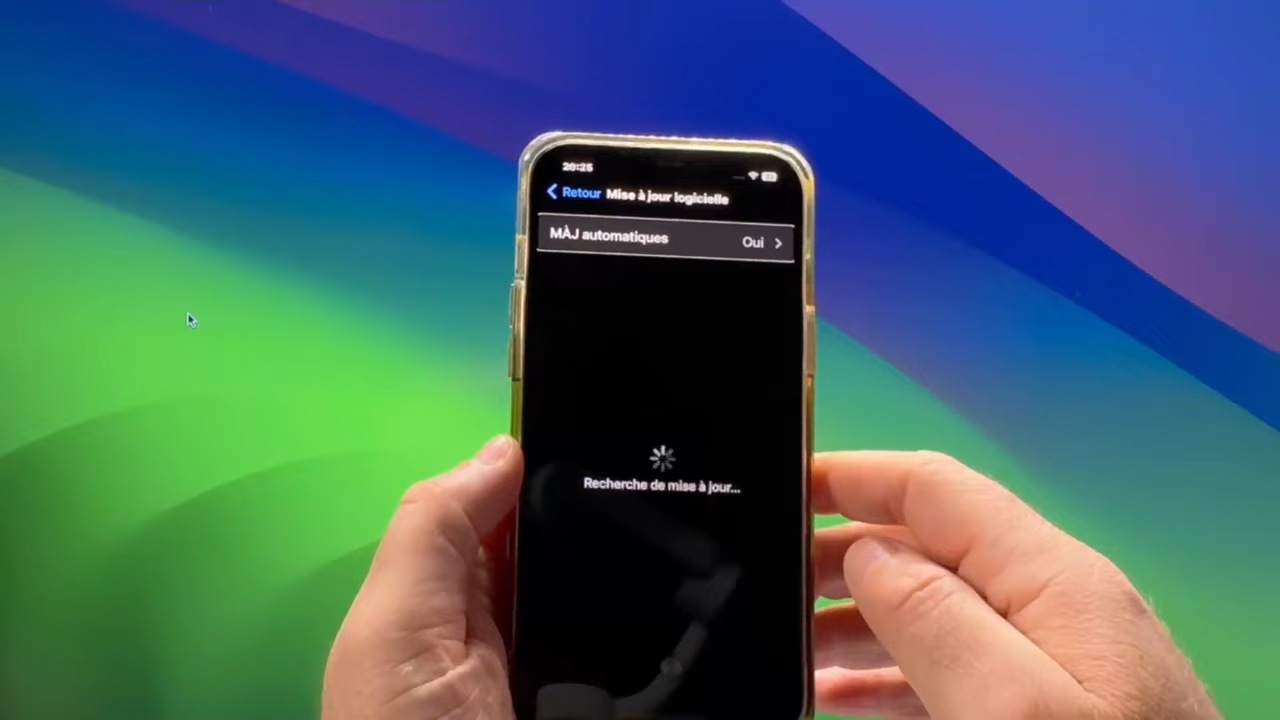 20:25
Retour Mise à jour logicielle
MÀJ automatiques Oui
Recherche de mise à jour...